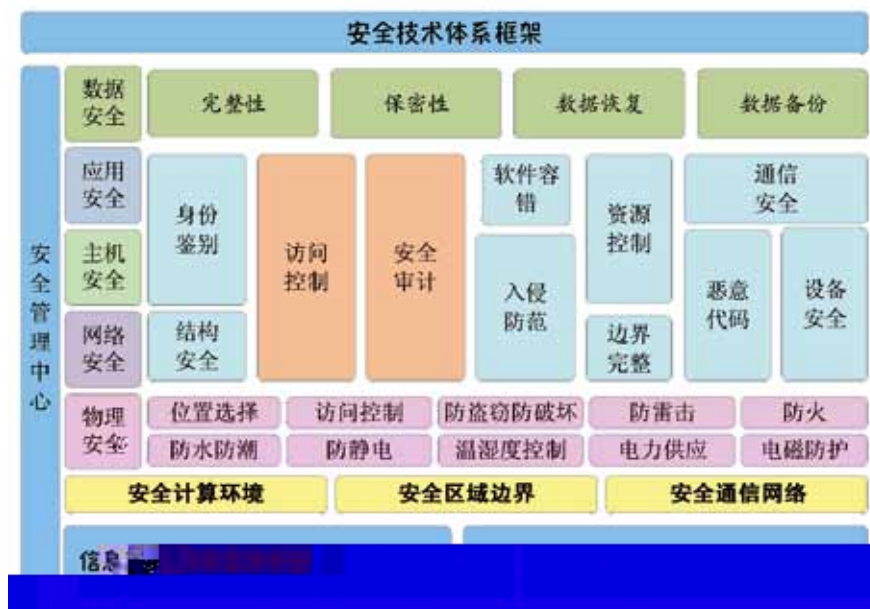 安全技术体系框架
安全管理中心
数据
安全
完整性
保密性
数据恢复
数据备份
应用
安全
主机
安全
网络
安全
身份
鉴别
结构
安全
访问
控制
安全
审计
软件容
错
入侵
防范
资源
控制
边界
完整
通信
安全
恶意
代码
设备
安全
物理
安全
位置选择
访问控制
防盗窃防破坏
防雷击
防火
防水防潮
防静电
温湿度控制
电力供应
电磁防护
安全计算环境
安全区域边界
安全通信网络
信息